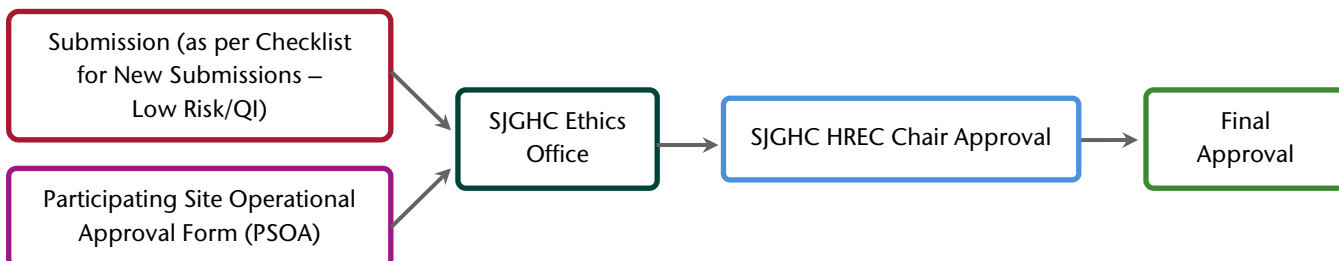 Submission (as per Checklist
for New Submissions –
Low Risk/QI)
Participating Site Operational
Approval Form (PSOA)
SJGHC Ethics
Office
SJGHC HREC Chair Approval
Final
Approval